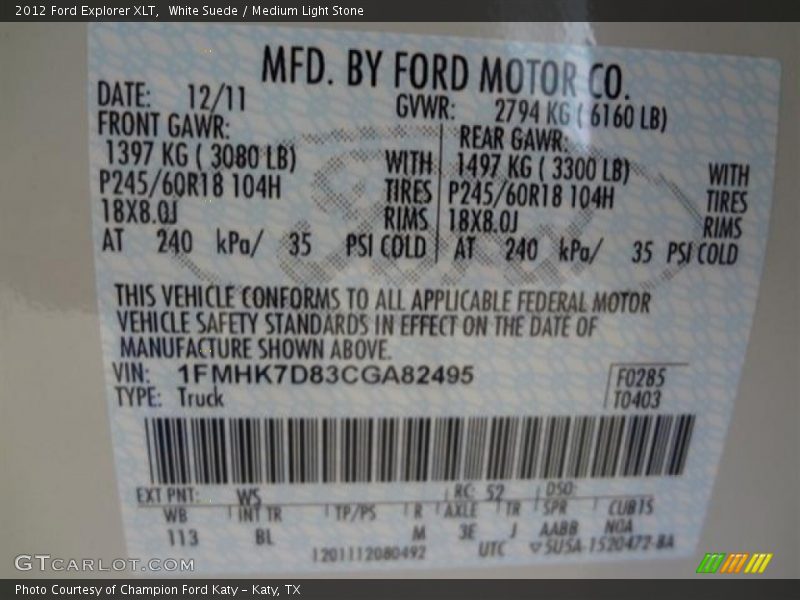 2012 Ford Explorer XLT,  White Suede / Medium Light Stone
MFD. BY FORD MOTOR CO.
DATE: 12/11 GVWR: 2794 KG ( 6160 LB)
FRONT GAWR: REAR GAWR:
1397 KG ( 3080 LB) WITH 1497 KG ( 3300 LB) WITH
P245/60R18 104H TIRES P245/60R18 104H TIRES
18X8.0J RIMS 18X8.0J RIMS
AT 240 kPa/ 35 PSI COLD AT 240 kPa/ 35 PSI COLD
THIS VEHICLE CONFORMS TO ALL APPLICABLE FEDERAL MOTOR
VEHICLE SAFETY STANDARDS IN EFFECT ON THE DATE OF
MANUFACTURE SHOWN ABOVE.
VIN: 1FMHK7D83CGA82495 F0285
TYPE: Truck T0403
EXT PNT: WS RC: 52 DSO:
WB INT TR TP/PS R AXLE TR SPR CUBTS
113 BL M 3E J AABB NOA
1201112080492 UTC ▽SU5A-1520472-BA
GTCARLOT.COM
Photo Courtesy of Champion Ford Katy – Katy, TX